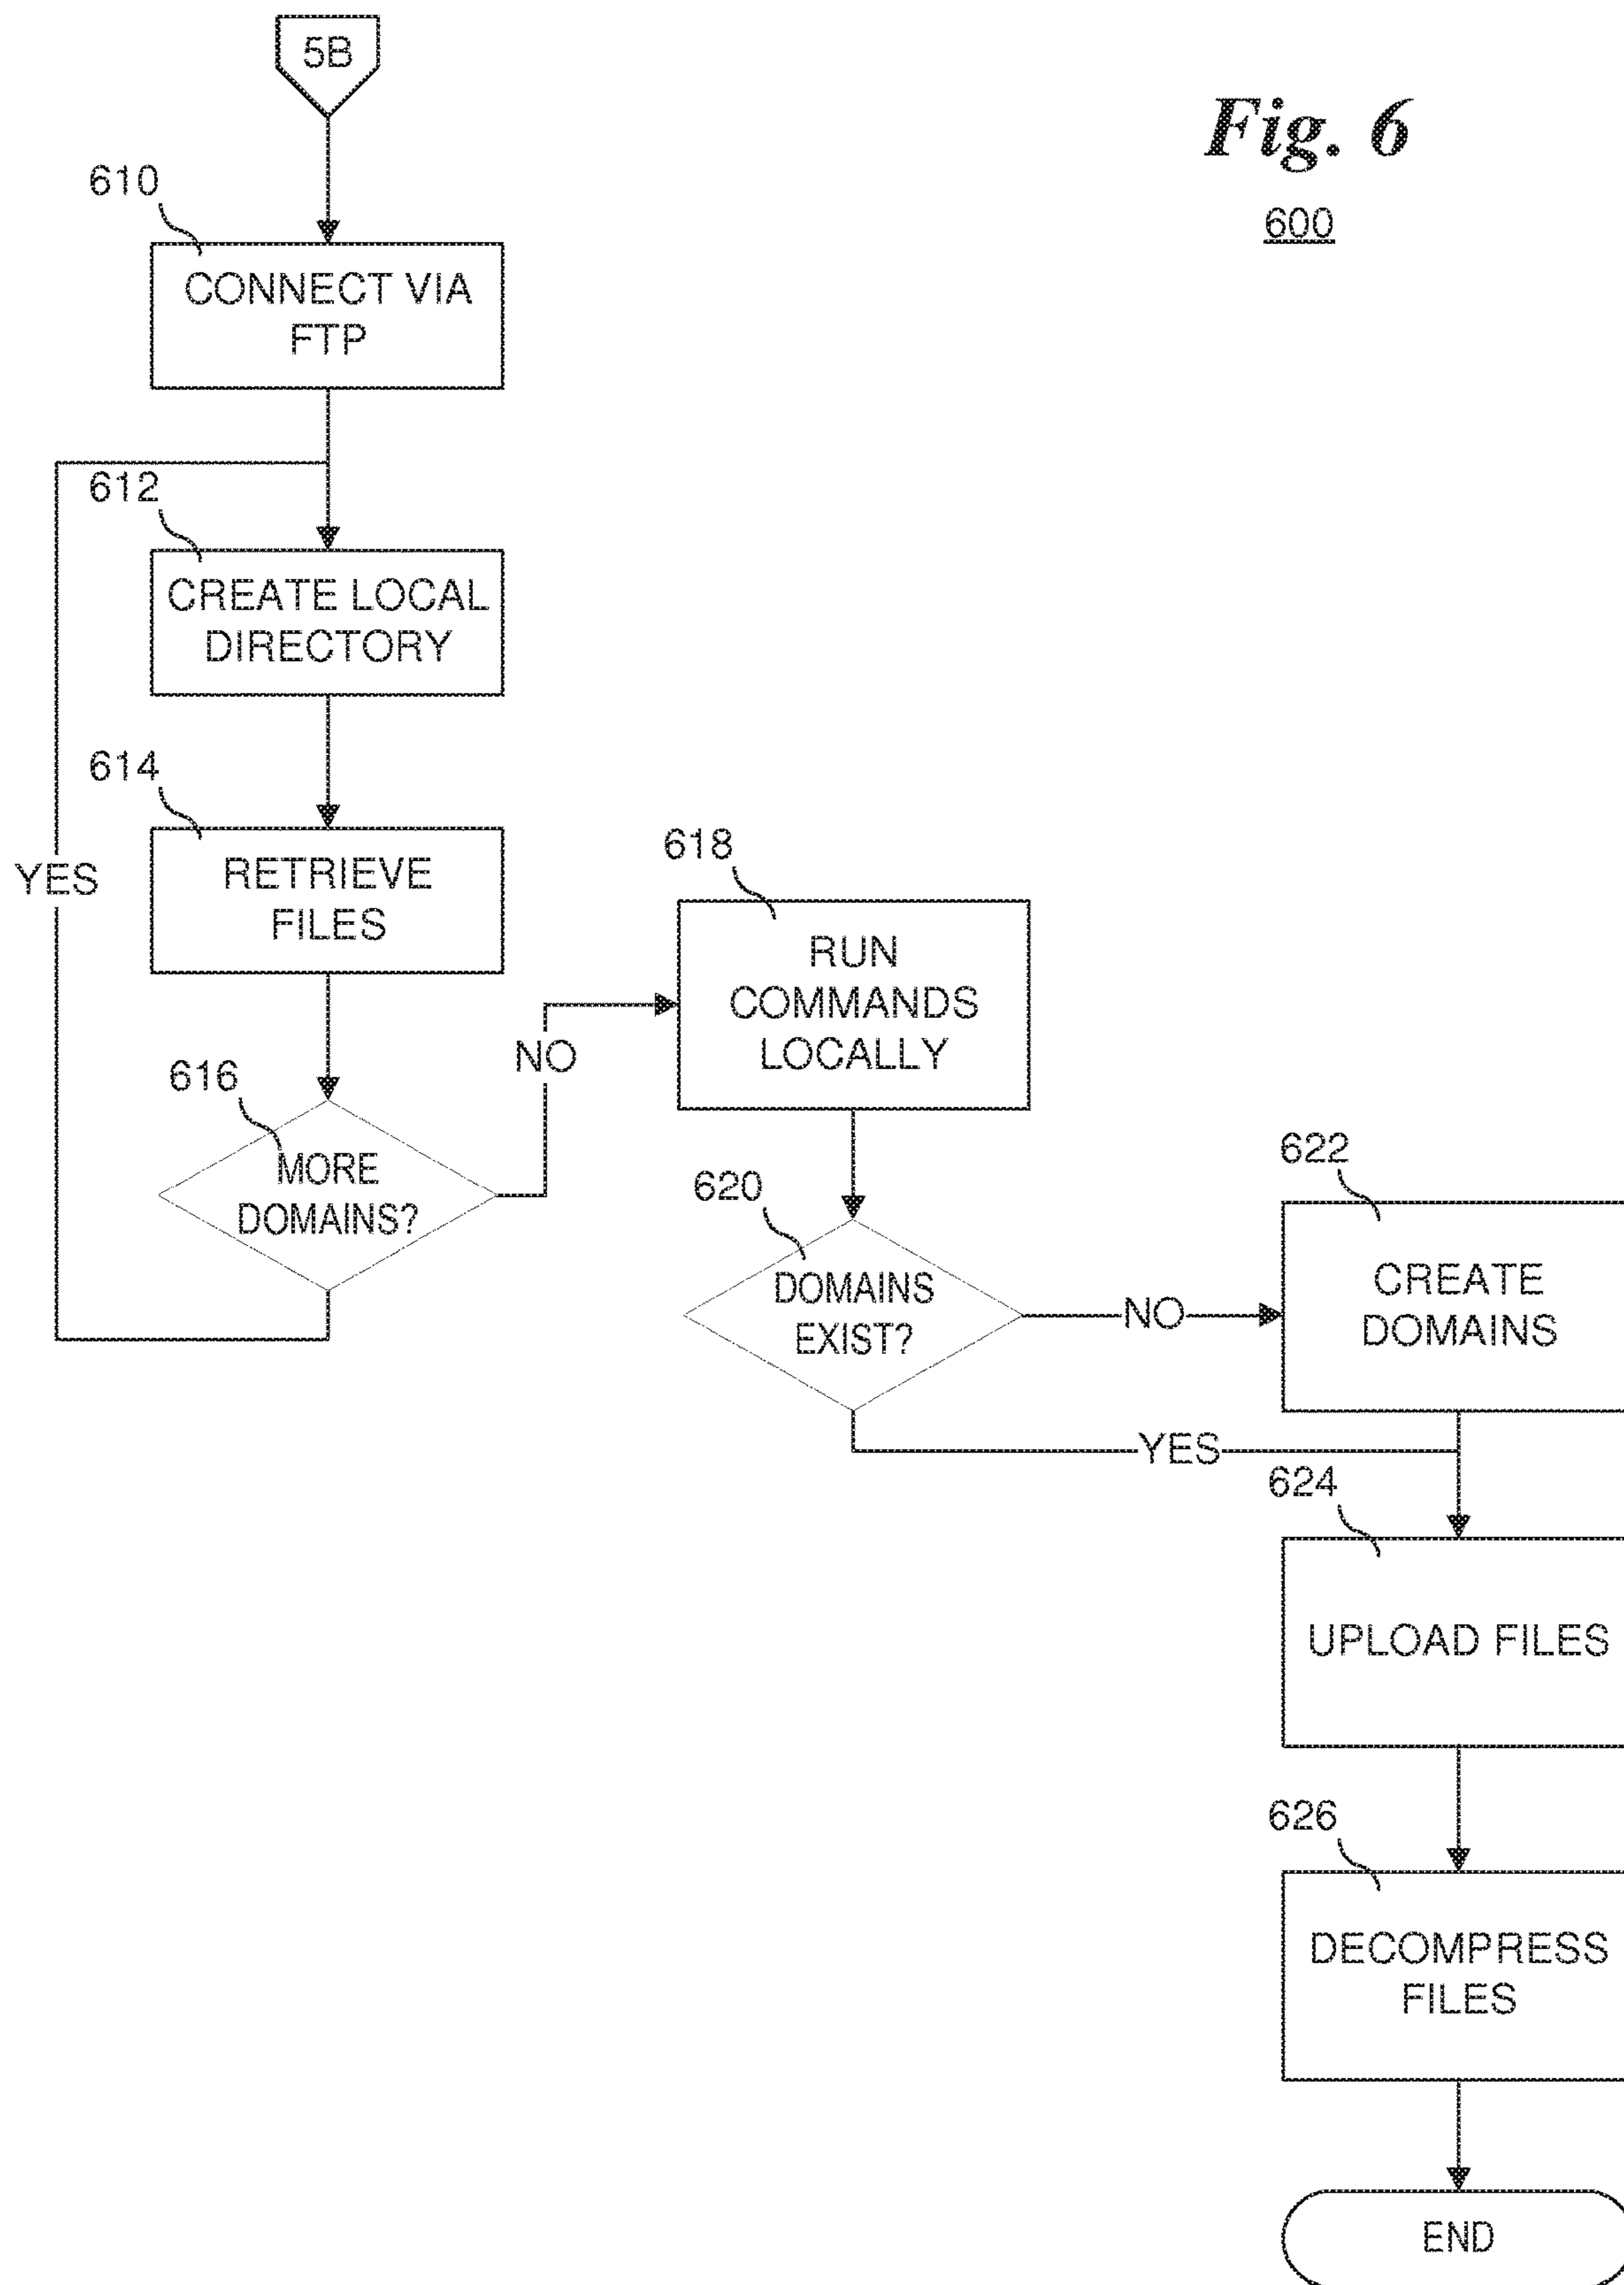 5B
Fig. 6
600
610
CONNECT VIA
FTP
612
CREATE LOCAL
DIRECTORY
614
RETRIEVE
FILES
YES
616
MORE
DOMAINS?
NO
618
RUN
COMMANDS
LOCALLY
620
DOMAINS
EXIST?
NO
YES
622
CREATE
DOMAINS
624
UPLOAD FILES
626
DECOMPRESS
FILES
END